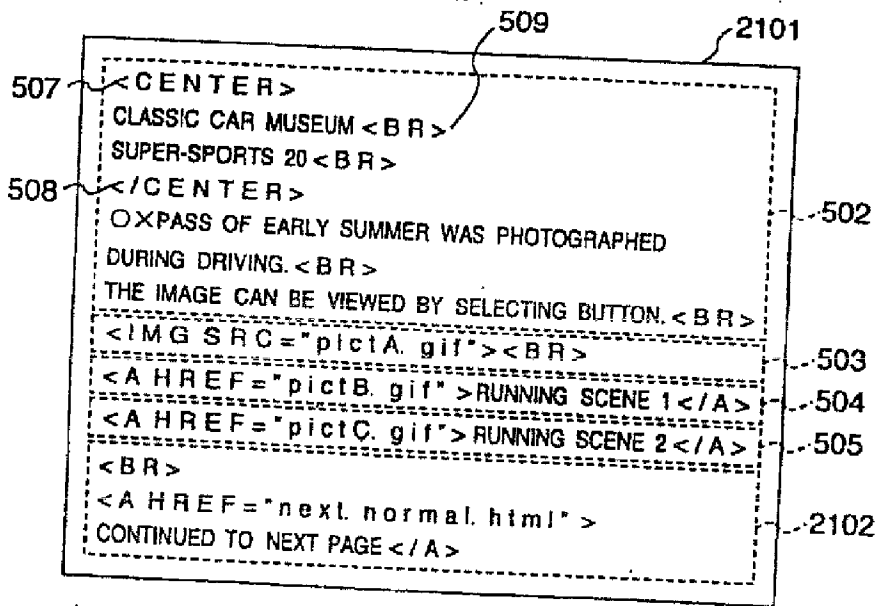 509
2101
507
<CENTER>
CLASSIC CAR MUSEUM <BR>
SUPER-SPORTS 20 <BR>
508
</CENTER>
○×PASS OF EARLY SUMMER WAS PHOTOGRAPHED
502
DURING DRIVING. <BR>
THE IMAGE CAN BE VIEWED BY SELECTING BUTTON. <BR>
<IMG SRC="pictA. gif"><BR>
503
<A HREF="pictB. gif" >RUNNING SCENE 1</A>
504
<A HREF="pictC. gif">RUNNING SCENE 2</A>
505
<BR>
<A HREF="next. normal. html" >
2102
CONTINUED TO NEXT PAGE </A>